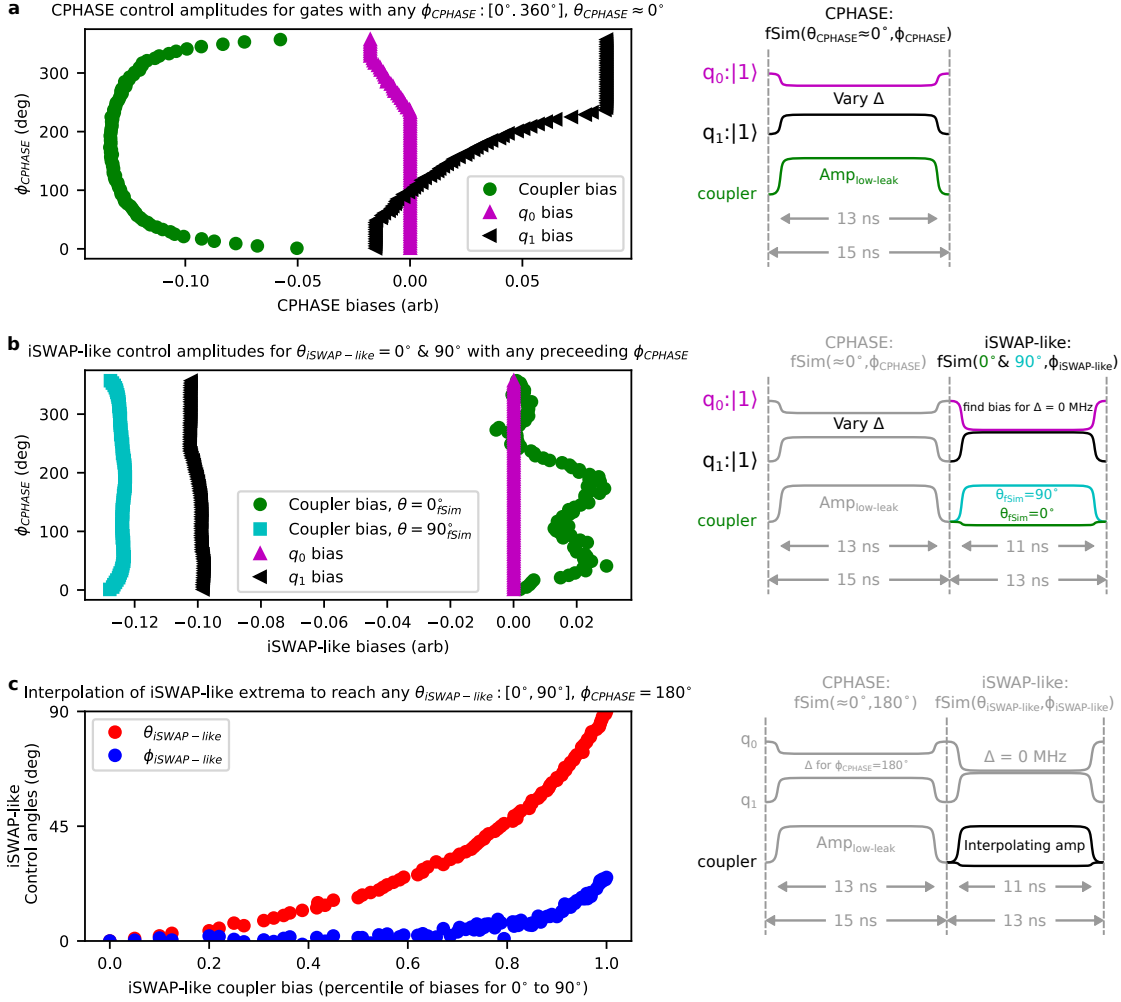 a
CPHASE control amplitudes for gates with any ϕCPHASE : [0°. 360°], θCPHASE ≈ 0°
ϕCPHASE (deg)
300
200
100
0
Coupler bias
q0 bias
q1 bias
−0.10
−0.05
0.00
0.05
CPHASE biases (arb)
CPHASE:
fSim(θCPHASE≈0°,ϕCPHASE)
q0:|1⟩
Vary Δ
q1:|1⟩
Amplow-leak
coupler
13 ns
15 ns
b
iSWAP-like control amplitudes for θiSWAP−like = 0° & 90° with any preceeding ϕCPHASE
ϕCPHASE (deg)
300
200
100
0
Coupler bias, θ = 0°fSim
Coupler bias, θ = 90°fSim
q0 bias
q1 bias
−0.12
−0.10
−0.08
−0.06
−0.04
−0.02
0.00
0.02
iSWAP-like biases (arb)
CPHASE:
fSim(≈0°,ϕCPHASE)
iSWAP-like:
fSim(0°& 90°,ϕiSWAP-like)
q0:|1⟩
find bias for Δ = 0 MHz
Vary Δ
q1:|1⟩
Amplow-leak
θfSim=90°
θfSim=0°
coupler
13 ns
11 ns
15 ns
13 ns
c
Interpolation of iSWAP-like extrema to reach any θiSWAP−like : [0°, 90°], ϕCPHASE = 180°
iSWAP-like
Control angles (deg)
90
45
0
θiSWAP−like
ϕiSWAP−like
0.0
0.2
0.4
0.6
0.8
1.0
iSWAP-like coupler bias (percentile of biases for 0° to 90°)
CPHASE:
fSim(≈0°,180°)
iSWAP-like:
fSim(θiSWAP-like,ϕiSWAP-like)
q0
Δ for ϕCPHASE=180°
Δ = 0 MHz
q1
Amplow-leak
Interpolating amp
coupler
13 ns
11 ns
15 ns
13 ns